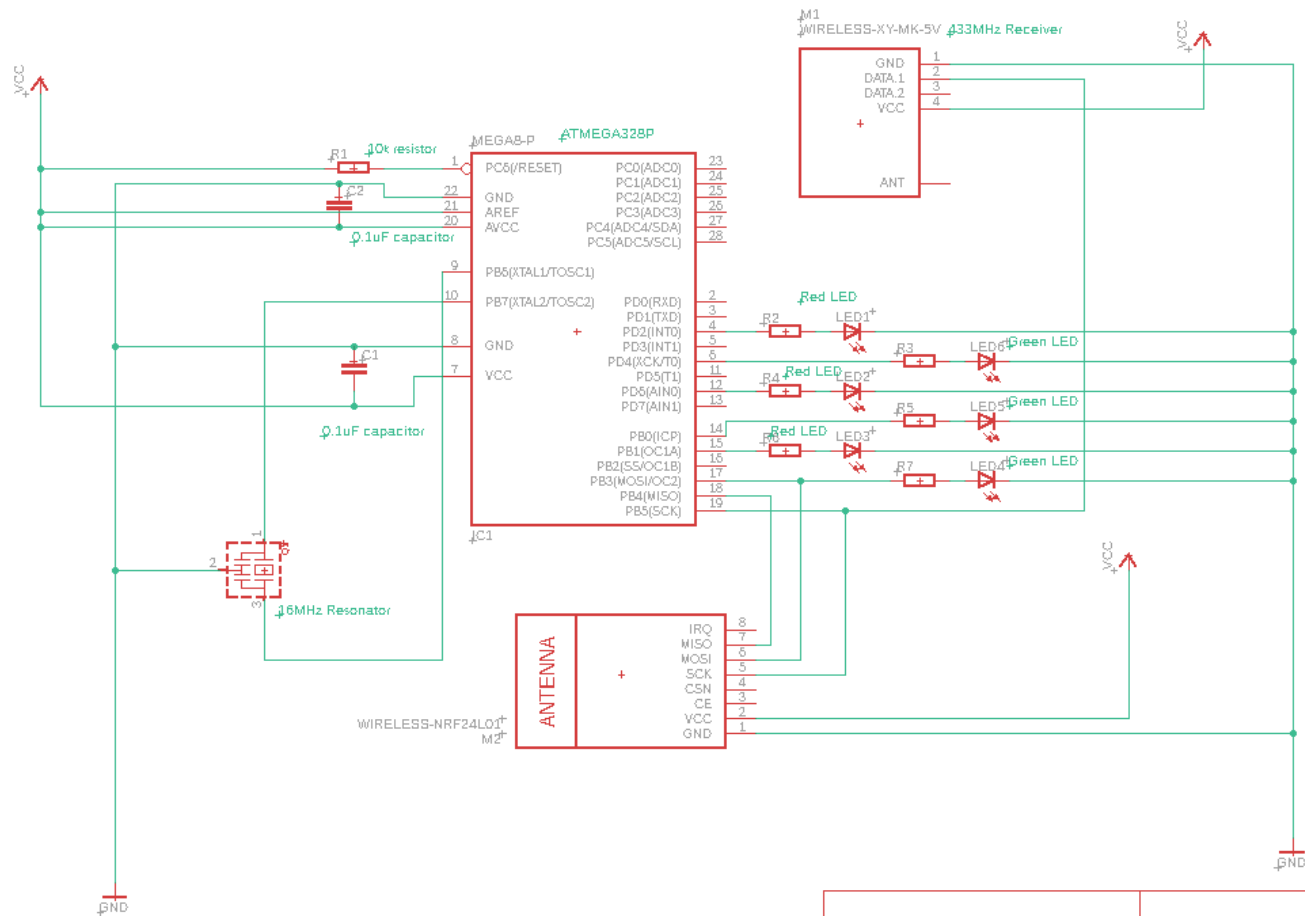 M1
WIRELESS-XY-MK-5V 433MHz Receiver
VCC
GND 1
DATA.1 2
DATA.2 3
VCC 4
ANT
VCC
MEGA8-P ATMEGA328P
R1 10k resistor
C2
0.1uF capacitor
1 PC6(/RESET)
22 GND
21 AREF
20 AVCC
9 PB6(XTAL1/TOSC1)
10 PB7(XTAL2/TOSC2)
8 GND
7 VCC
C1
0.1uF capacitor
PC0(ADC0) 23
PC1(ADC1) 24
PC2(ADC2) 25
PC3(ADC3) 26
PC4(ADC4/SDA) 27
PC5(ADC5/SCL) 28
PD0(RXD) 2
PD1(TXD) 3
PD2(INT0) 4
PD3(INT1) 5
PD4(XCK/T0) 6
PD5(T1) 11
PD6(AIN0) 12
PD7(AIN1) 13
PB0(ICP) 14
PB1(OC1A) 15
PB2(SS/OC1B) 16
PB3(MOSI/OC2) 17
PB4(MISO) 18
PB5(SCK) 19
IC1
Red LED
R2 LED1
R3 LED6 Green LED
Red LED
R4 LED2
R5 LED5 Green LED
Red LED
R6 LED3
R7 LED4 Green LED
1
2
3
16MHz Resonator
VCC
ANTENNA
IRQ 8
MISO 7
MOSI 6
SCK 5
CSN 4
CE 3
VCC 2
GND 1
WIRELESS-NRF24L01
M2
GND
GND